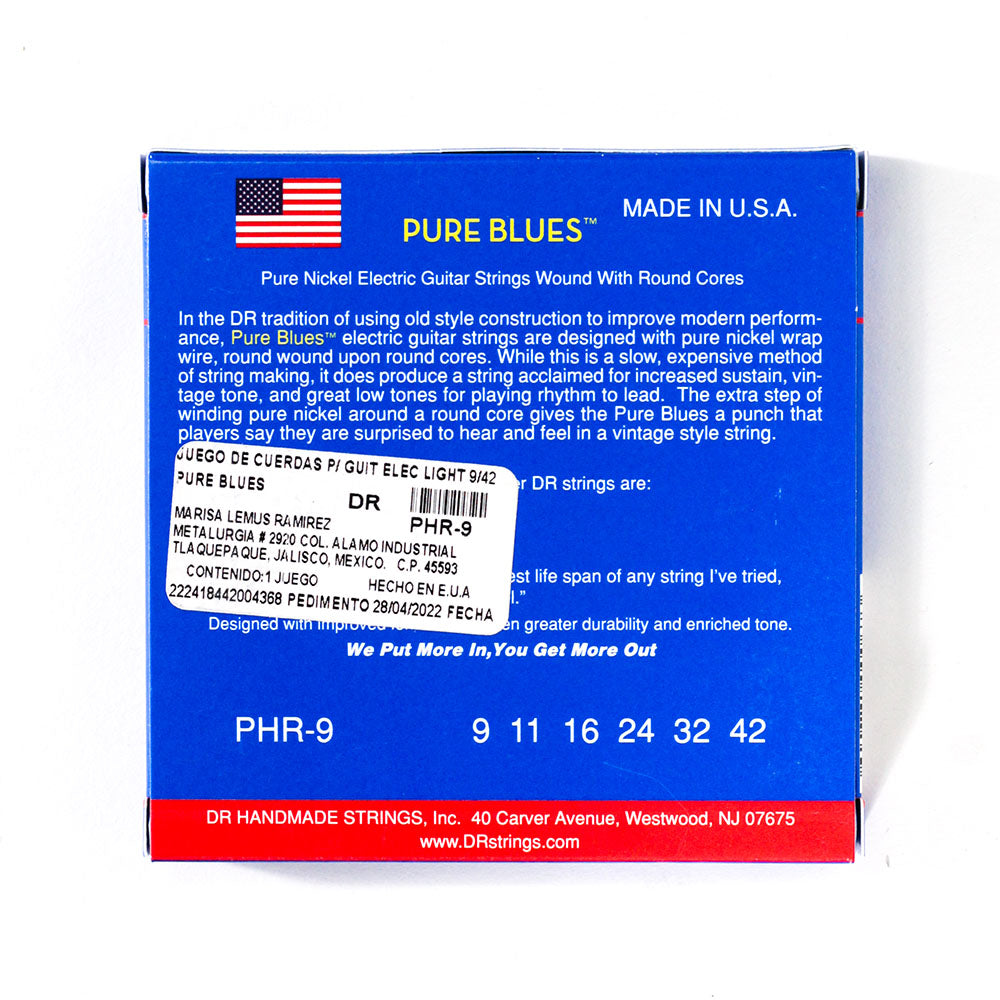 MADE IN U.S.A.
PURE BLUES™
Pure Nickel Electric Guitar Strings Wound With Round Cores
In the DR tradition of using old style construction to improve modern perform-
ance, Pure Blues™ electric guitar strings are designed with pure nickel wrap
wire, round wound upon round cores. While this is a slow, expensive method
of string making, it does produce a string acclaimed for increased sustain, vin-
tage tone, and great low tones for playing rhythm to lead. The extra step of
winding pure nickel around a round core gives the Pure Blues a punch that
players say they are surprised to hear and feel in a vintage style string.
JUEGO DE CUERDAS P/ GUIT ELEC LIGHT 9/42
PURE BLUES
DR
PHR-9
MARISA LEMUS RAMIREZ
METALURGIA # 2920 COL. ALAMO INDUSTRIAL
TLAQUEPAQUE, JALISCO, MEXICO. C.P. 45593
CONTENIDO:1 JUEGO HECHO EN E.U.A
222418442004368 PEDIMENTO 28/04/2022 FECHA
DR strings are:
life span of any string I've tried,
Designed with greater durability and enriched tone.
We Put More In,You Get More Out
PHR-9 9 11 16 24 32 42
DR HANDMADE STRINGS, Inc. 40 Carver Avenue, Westwood, NJ 07675
www.DRstrings.com